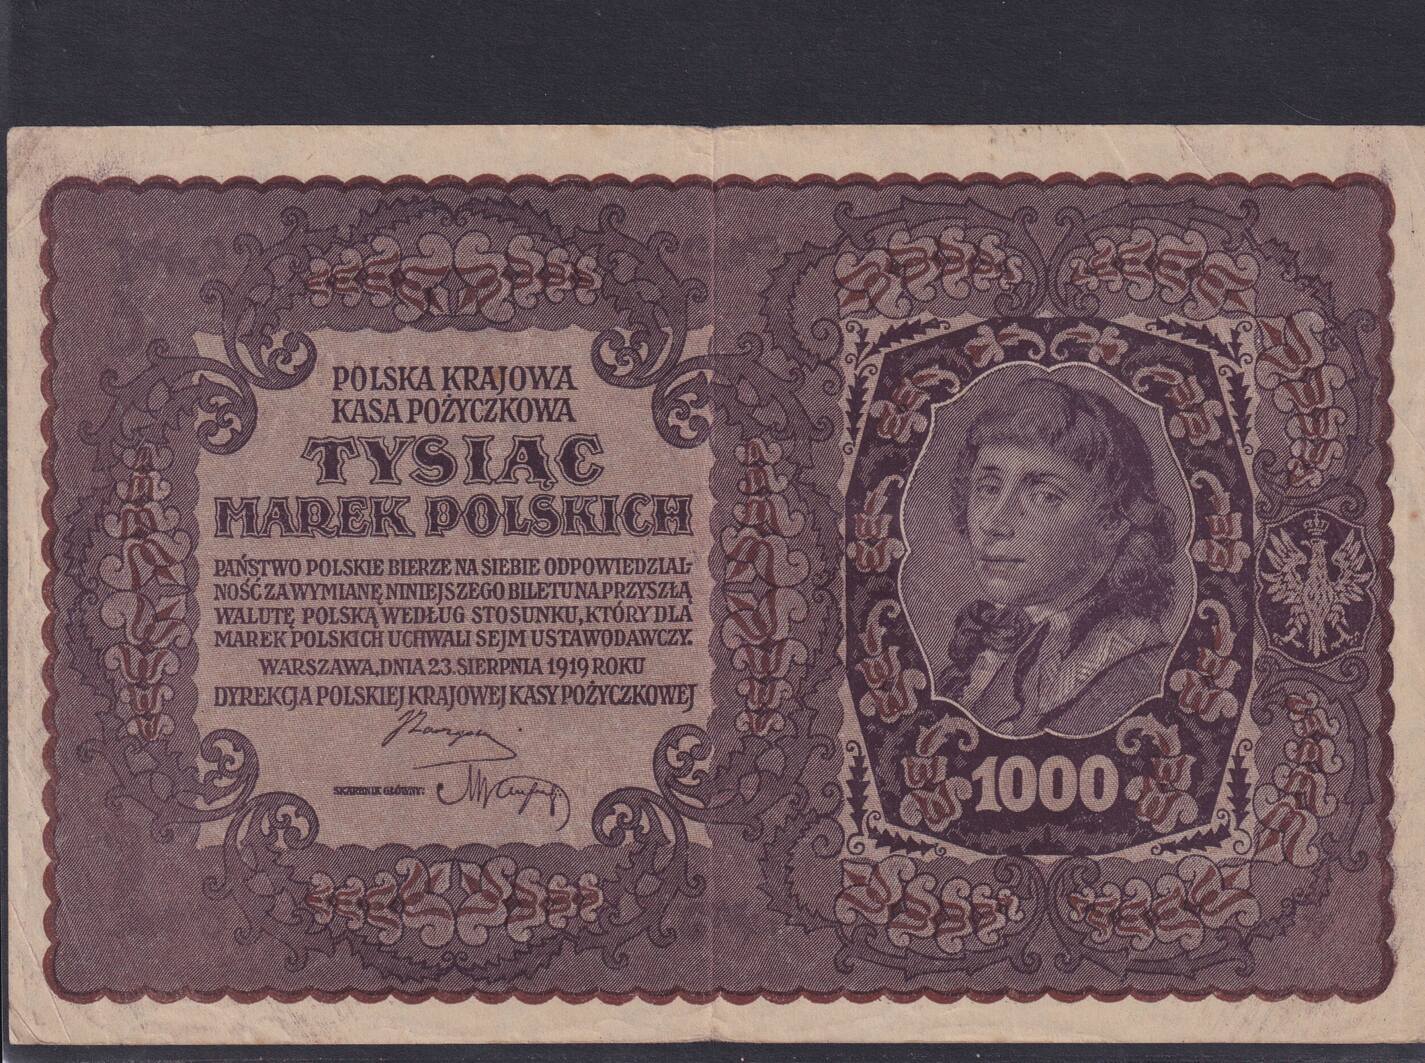 POLSKA KRAJOWA
KASA POŻYCZKOWA
TYSIĄC
MAREK POLSKICH
PAŃSTWO POLSKIE BIERZE NA SIEBIE ODPOWIEDZIAL-
NOŚĆ ZA WYMIANĘ NINIEJSZEGO BILETU NA PRZYSZŁĄ
WALUTĘ POLSKĄ WEDŁUG STOSUNKU, KTÓRY DLA
MAREK POLSKICH UCHWALI SEJM USTAWODAWCZY.
WARSZAWA, DNIA 23. SIERPNIA 1919 ROKU
DYREKCJA POLSKIEJ KRAJOWEJ KASY POŻYCZKOWEJ
SKARBNIK GŁÓWNY:
1000